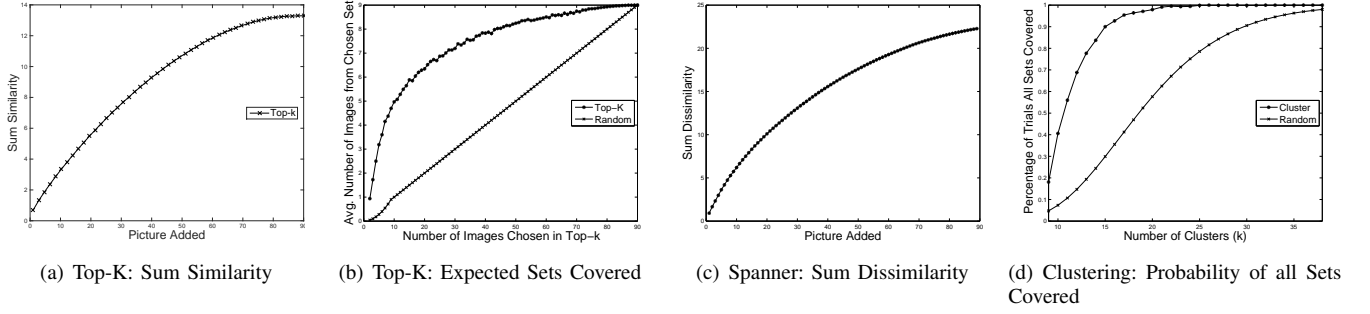 Sum Similarity
14
12
10
8
6
4
2
0
0 10 20 30 40 50 60 70 80 90
Picture Added
Top-k
(a) Top-K: Sum Similarity
Avg. Number of Images from Chosen Set
9
8
7
6
5
4
3
2
1
0
0 10 20 30 40 50 60 70 80 90
Number of Images Chosen in Top−k
Top−K
Random
(b) Top-K: Expected Sets Covered
Sum Dissimilarity
25
20
15
10
5
0
0 10 20 30 40 50 60 70 80 90
Picture Added
(c) Spanner: Sum Dissimilarity
Percentage of Trials All Sets Covered
1
0.9
0.8
0.7
0.6
0.5
0.4
0.3
0.2
0.1
0
10 15 20 25 30 35
Number of Clusters (k)
Cluster
Random
(d) Clustering: Probability of all Sets
Covered